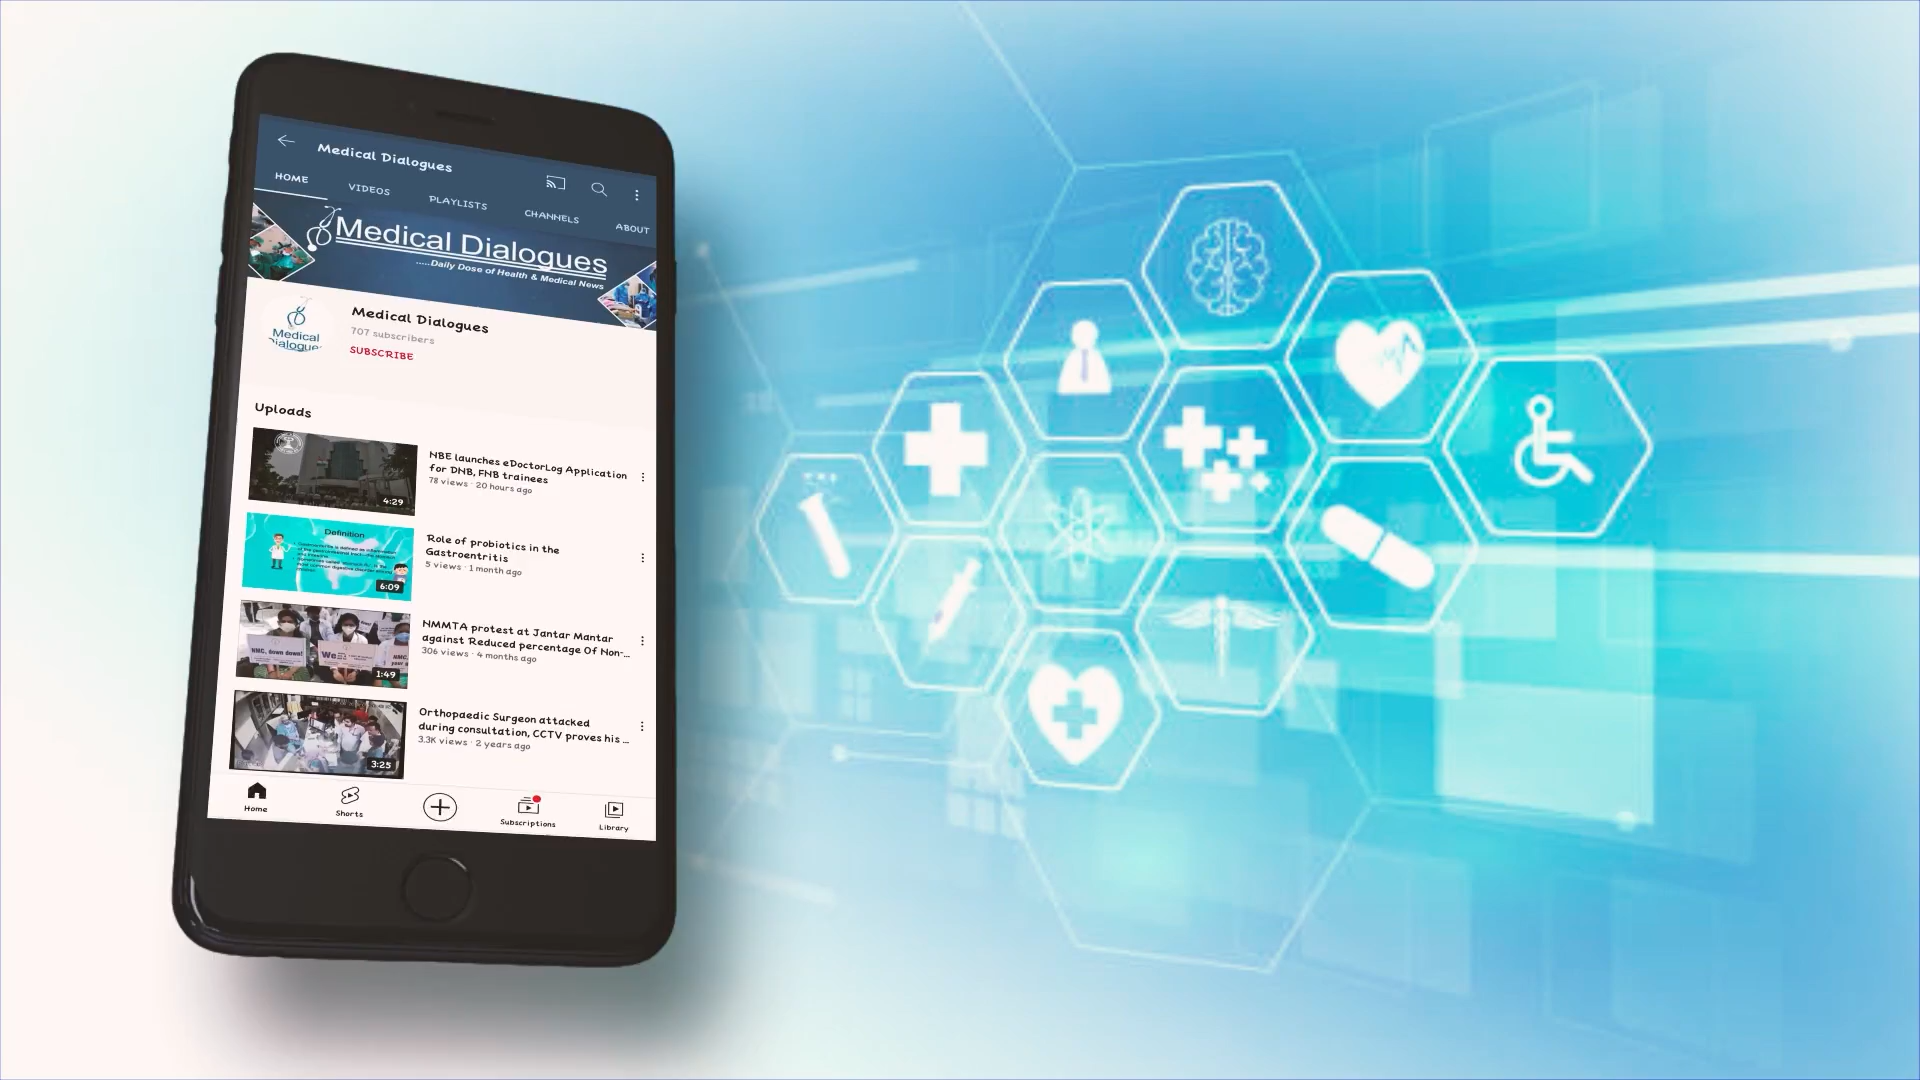 Medical Dialogues
HOME VIDEOS PLAYLISTS CHANNELS ABOUT
Medical Dialogues
.....Daily Dose of Health & Medical News
Medical Dialogues
707 subscribers
SUBSCRIBE
Medical
Uploads
NBE launches eDoctorLog Application
for DNB, FNB trainees
78 views · 20 hours ago
4:29
Definition
Role of probiotics in the
Gastroentritis
5 views · 1 month ago
6:09
NMMTA protest at Jantar Mantar
against Reduced percentage Of Non-...
306 views · 4 months ago
NMC, down down!
We
1:49
Orthopaedic Surgeon attacked
during consultation, CCTV proves his ...
3.3K views · 2 years ago
3:25
Home Shorts Subscriptions Library